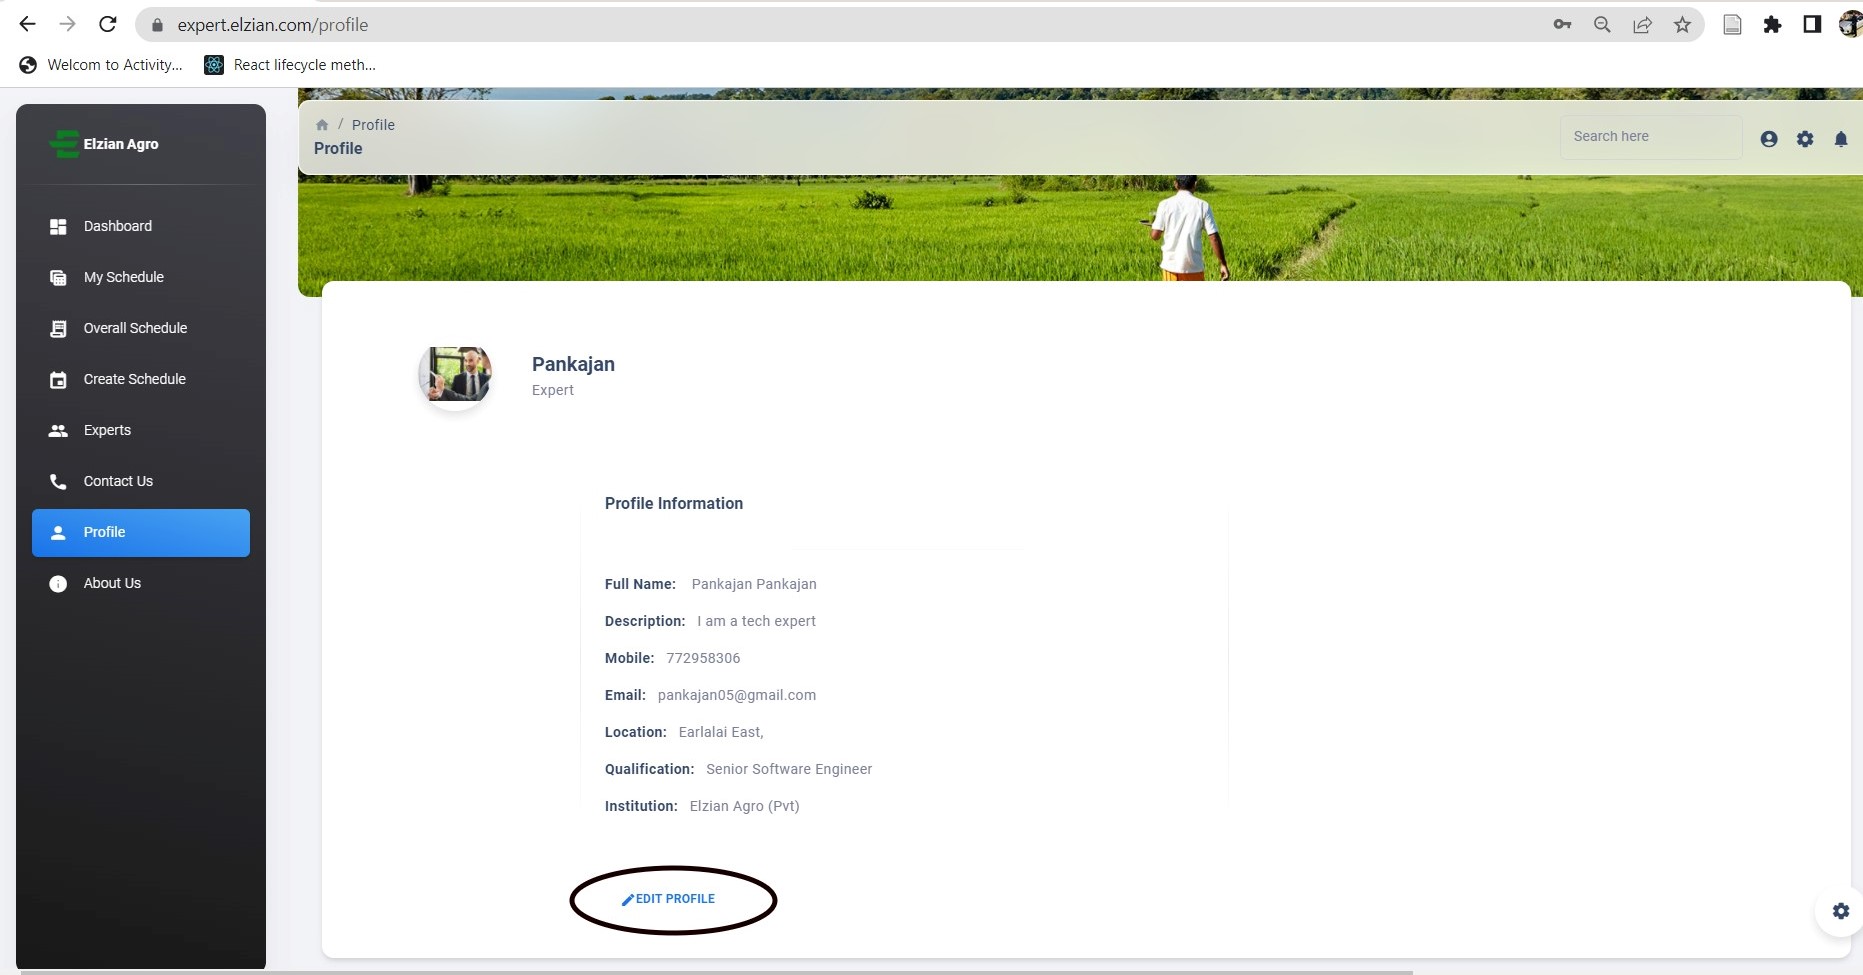 expert.elzian.com/profile
Welcom to Activity...
React lifecycle meth...
Elzian Agro
Dashboard
My Schedule
Overall Schedule
Create Schedule
Experts
Contact Us
Profile
About Us
/ Profile
Profile
Search here
Pankajan
Expert
Profile Information
Full Name: Pankajan Pankajan
Description: I am a tech expert
Mobile: 772958306
Email: pankajan05@gmail.com
Location: Earlalai East,
Qualification: Senior Software Engineer
Institution: Elzian Agro (Pvt)
EDIT PROFILE